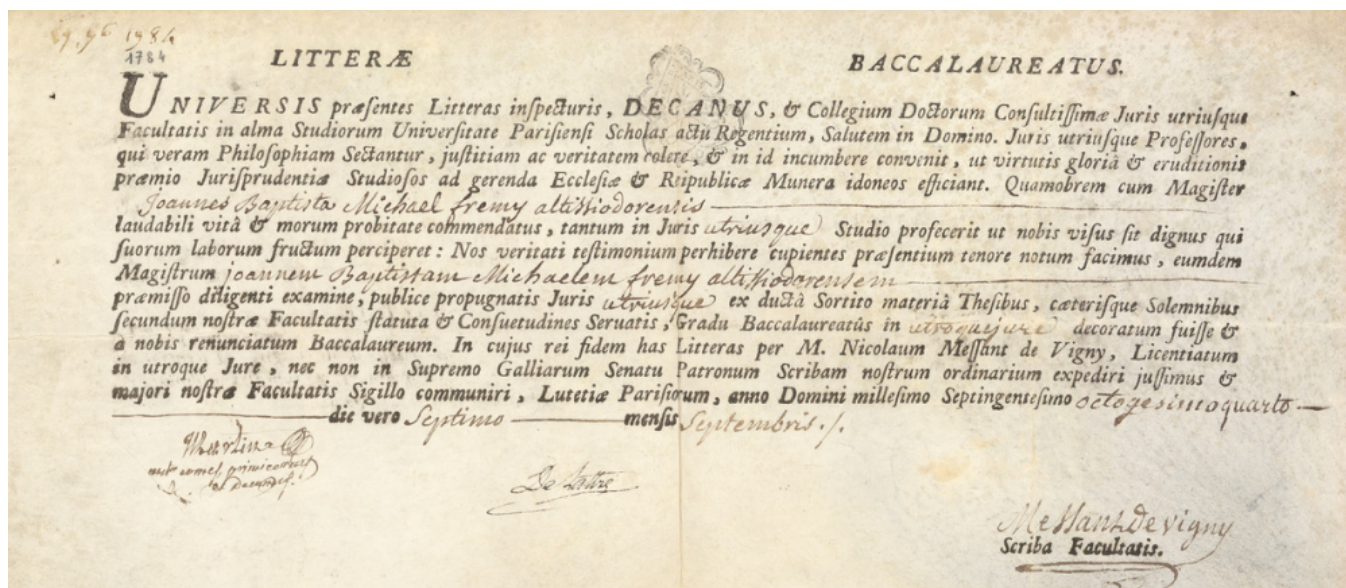 1784
LITTERÆ BACCALAUREATUS.
UNIVERSIS præsentes Litteras inspecturis, DECANUS, & Collegium Doctorum Consultissimæ Juris utriusque
Facultatis in alma Studiorum Universitate Parisiensi Scholas actu Regentium, Salutem in Domino. Juris utriusque Professores,
qui veram Philosophiam Sectantur, justitiam ac veritatem colere, & in id incumbere convenit, ut virtutis gloriâ & eruditionis
præmio Jurisprudentiæ Studiosos ad gerenda Ecclesiæ & Reipublicæ Munera idoneos efficiant. Quamobrem cum Magister
Joannes Baptista Michael fremy altissiodorensis
laudabili vitâ & morum probitate commendatus, tantum in Juris utriusque Studio profecerit ut nobis visus sit dignus qui
suorum laborum fructum perciperet : Nos veritati testimonium perhibere cupientes præsentium tenore notum facimus, eumdem
Magistrum joannem Baptistam Michaelem fremy altissiodorensem
præmisso diligenti examine, publice propugnatis Juris utriusque ex ductâ Sortito materiâ Thesibus, cæterisque Solemnibus
secundum nostræ Facultatis statuta & Consuetudines Servatis, Gradu Baccalaureatûs in utroque jure decoratum fuisse &
à nobis renunciatum Baccalaureum. In cujus rei fidem has Litteras per M. Nicolaum Messant de Vigny, Licentiatum
in utroque Jure, nec non in Supremo Galliarum Senatu Patronum Scribam nostrum ordinarium expediri jussimus &
majori nostræ Facultatis Sigillo communiri, Lutetiæ Parisiorum, anno Domini millesimo Septingentesimo octogesimo quarto
die vero Septimo mensis Septembris ./.
Martin
De Lattre
Messant De vigny
Scriba Facultatis.